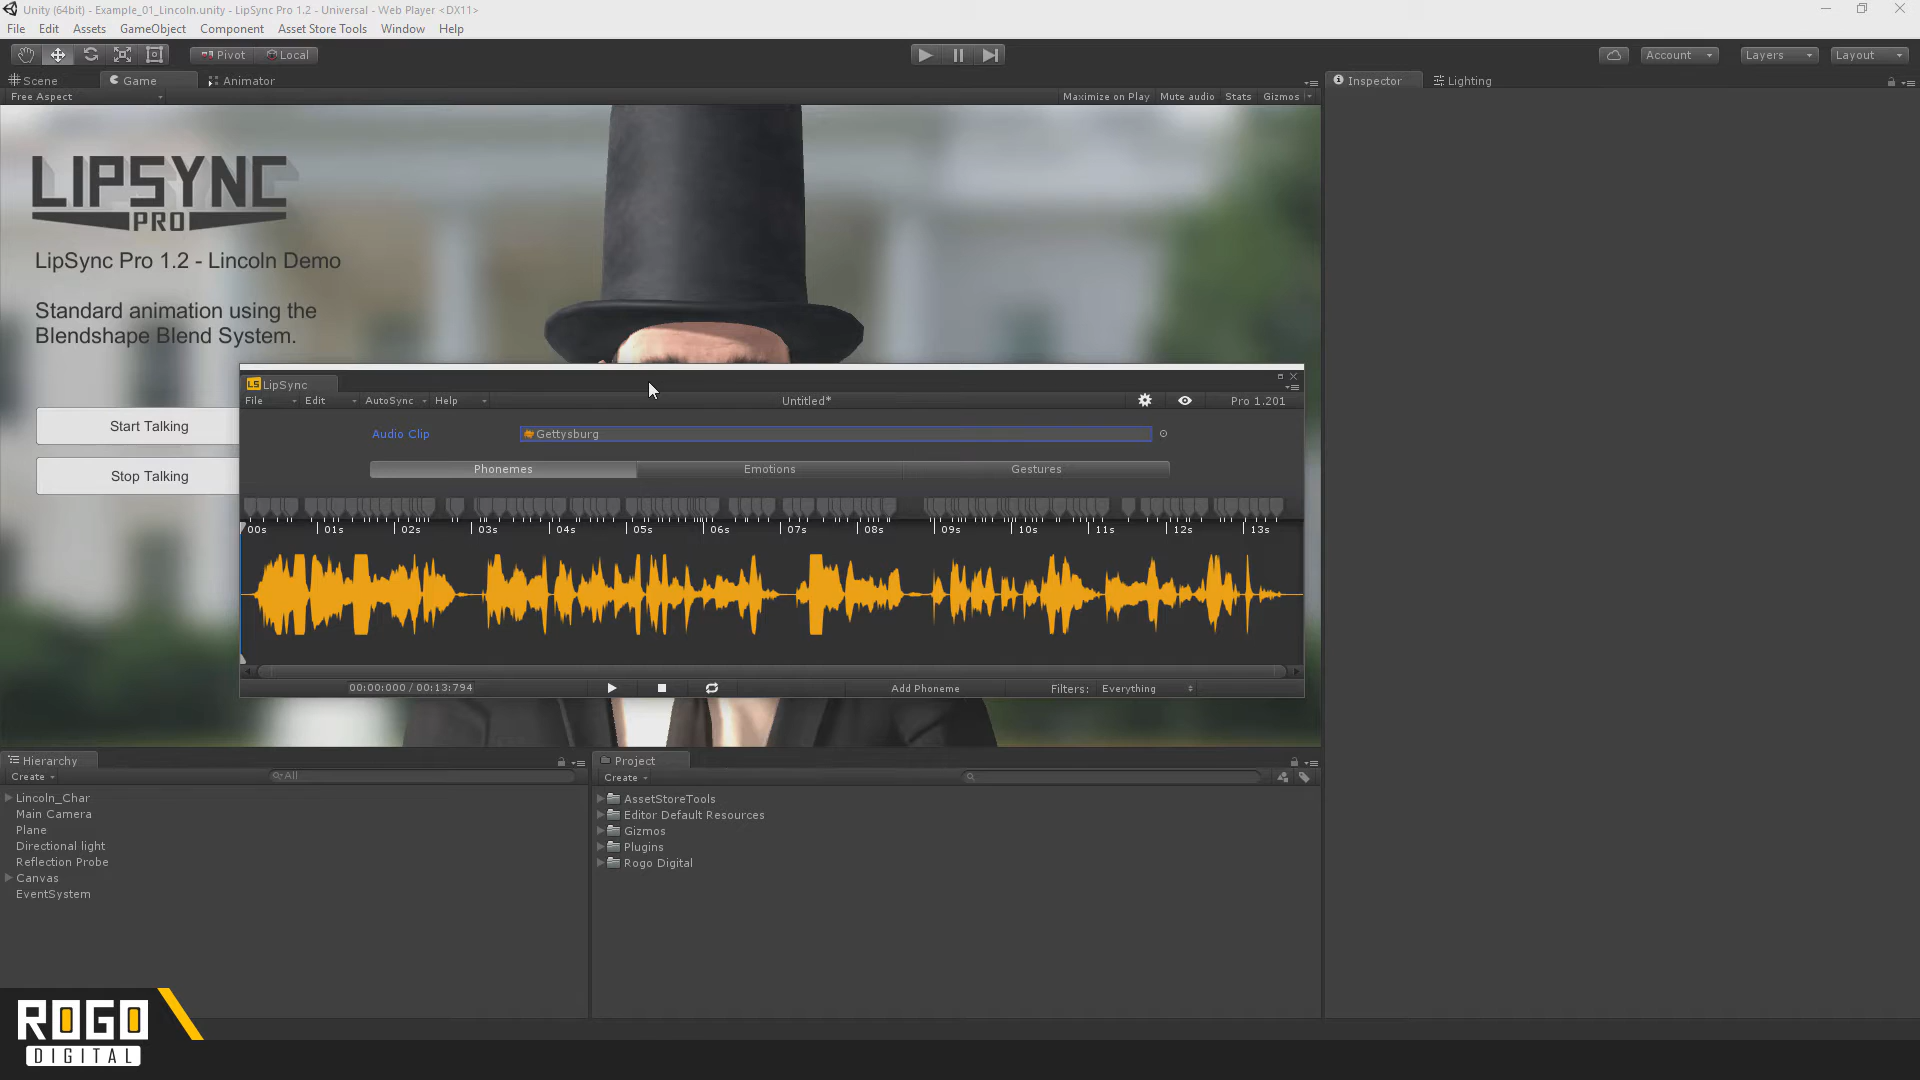 Unity (64bit) - Example_01_Lincoln.unity - LipSync Pro 1.2 - Universal - Web Player <DX11>
File Edit Assets GameObject Component Asset Store Tools Window Help
Pivot Local Account Layers Layout
Scene Game Animator Inspector Lighting
Free Aspect Maximize on Play Mute audio Stats Gizmos
LIPSYNC
PRO
LipSync Pro 1.2 - Lincoln Demo
Standard animation using the
Blendshape Blend System.
Start Talking
Stop Talking
LS LipSync
File Edit AutoSync Help Untitled* Pro 1.201
Audio Clip Gettysburg
Phonemes Emotions Gestures
00s 01s 02s 03s 04s 05s 06s 07s 08s 09s 10s 11s 12s 13s
00:00:000 / 00:13:794 Add Phoneme Filters: Everything
Hierarchy
Create All
Lincoln_Char
Main Camera
Plane
Directional light
Reflection Probe
Canvas
EventSystem
Project
Create
AssetStoreTools
Editor Default Resources
Gizmos
Plugins
Rogo Digital
ROGO
DIGITAL